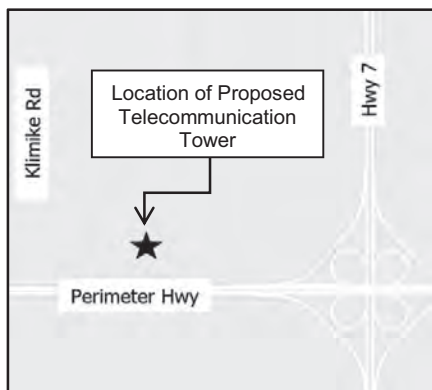 Location of Proposed
Telecommunication
Tower
Klimike Rd
Hwy 7
Perimeter Hwy